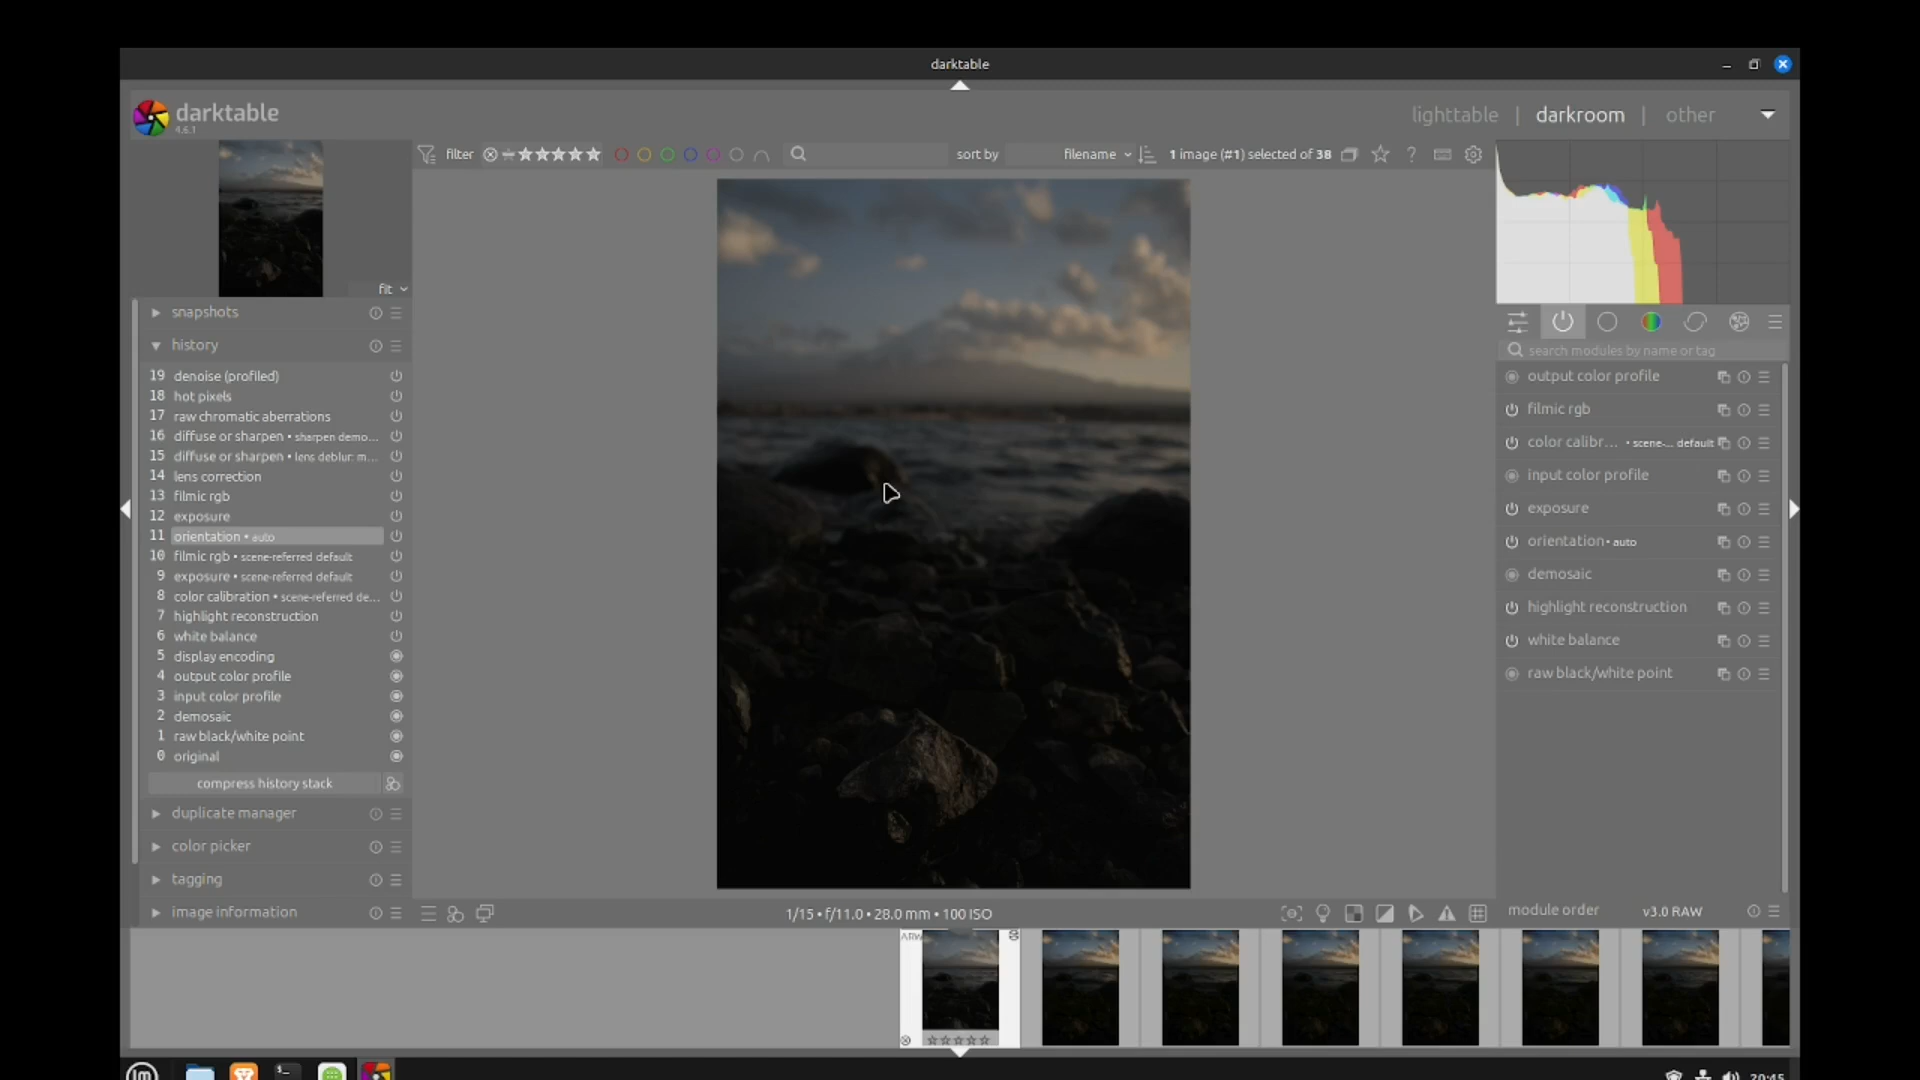 darktable
darktable
4.6.1
lighttable | darkroom | other
filter
sort by
filename
1 image (#1) selected of 38
?
fit
snapshots
history
19 denoise (profiled)
18 hot pixels
17 raw chromatic aberrations
16 diffuse or sharpen • sharpen demo...
15 diffuse or sharpen • lens deblur: m...
14 lens correction
13 filmic rgb
12 exposure
11 orientation • auto
10 filmic rgb • scene-referred default
9 exposure • scene-referred default
8 color calibration • scene-referred de...
7 highlight reconstruction
6 white balance
5 display encoding
4 output color profile
3 input color profile
2 demosaic
1 raw black/white point
0 original
compress history stack
duplicate manager
color picker
tagging
image information
1/15 • f/11.0 • 28.0 mm • 100 ISO
search modules by name or tag
output color profile
filmic rgb
color calibr... • scene-... default
input color profile
exposure
orientation • auto
demosaic
highlight reconstruction
white balance
raw black/white point
module order
v3.0 RAW
ARW
20:45